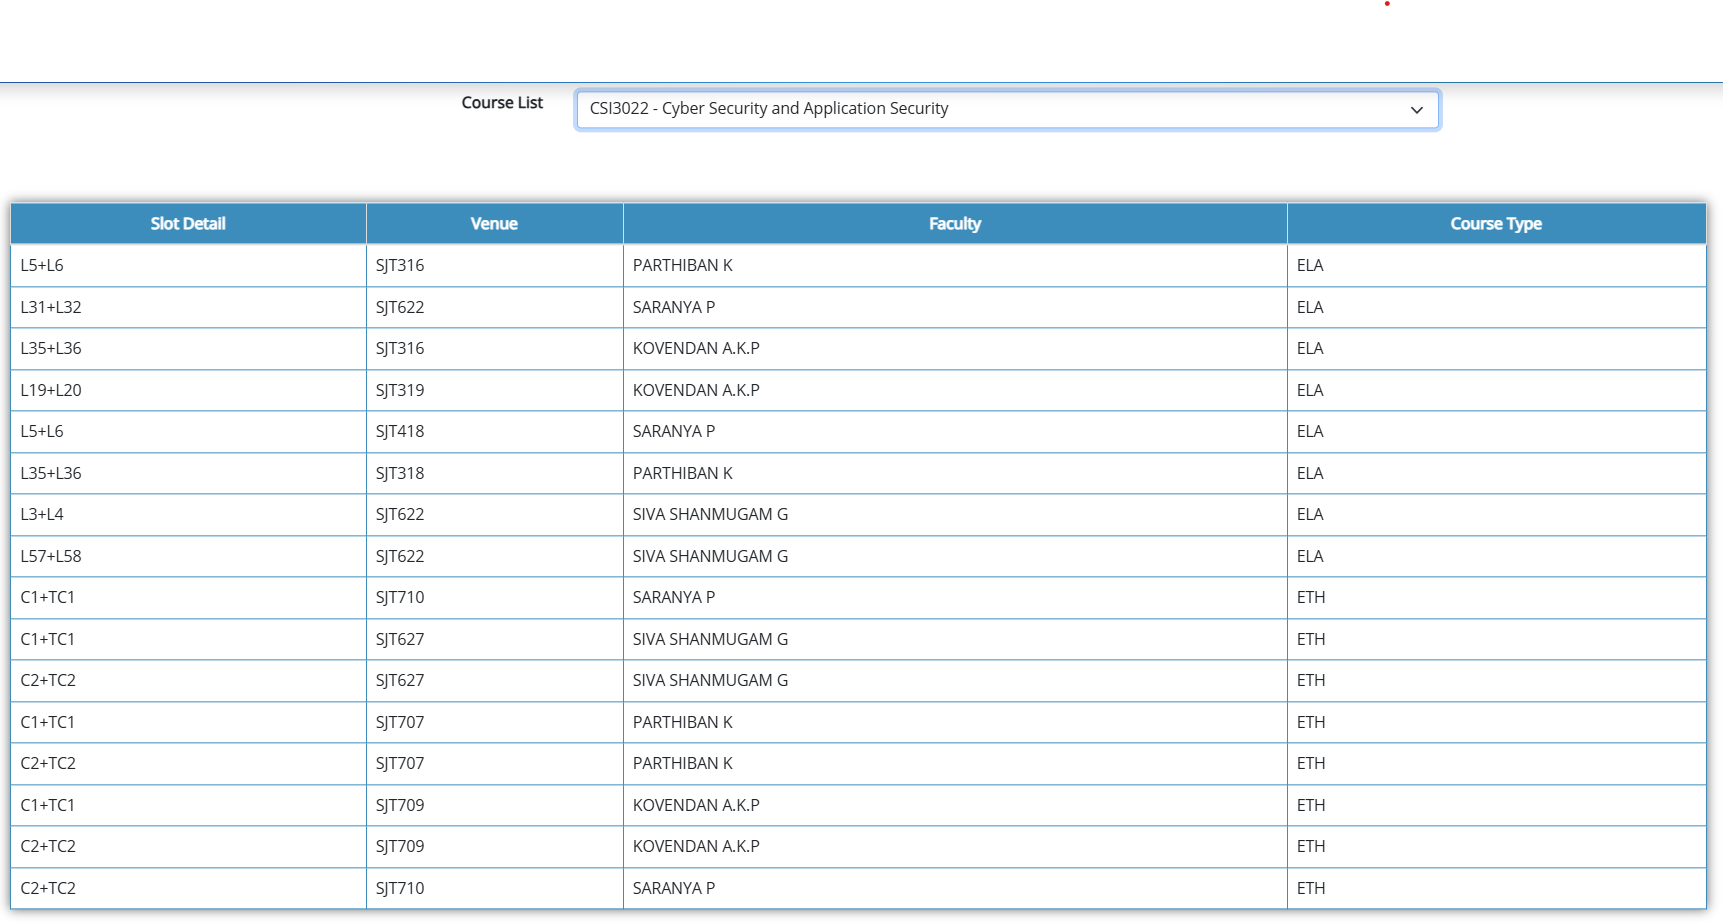 Course List
CSI3022 - Cyber Security and Application Security
Slot Detail Venue Faculty Course Type
L5+L6 SJT316 PARTHIBAN K ELA
L31+L32 SJT622 SARANYA P ELA
L35+L36 SJT316 KOVENDAN A.K.P ELA
L19+L20 SJT319 KOVENDAN A.K.P ELA
L5+L6 SJT418 SARANYA P ELA
L35+L36 SJT318 PARTHIBAN K ELA
L3+L4 SJT622 SIVA SHANMUGAM G ELA
L57+L58 SJT622 SIVA SHANMUGAM G ELA
C1+TC1 SJT710 SARANYA P ETH
C1+TC1 SJT627 SIVA SHANMUGAM G ETH
C2+TC2 SJT627 SIVA SHANMUGAM G ETH
C1+TC1 SJT707 PARTHIBAN K ETH
C2+TC2 SJT707 PARTHIBAN K ETH
C1+TC1 SJT709 KOVENDAN A.K.P ETH
C2+TC2 SJT709 KOVENDAN A.K.P ETH
C2+TC2 SJT710 SARANYA P ETH